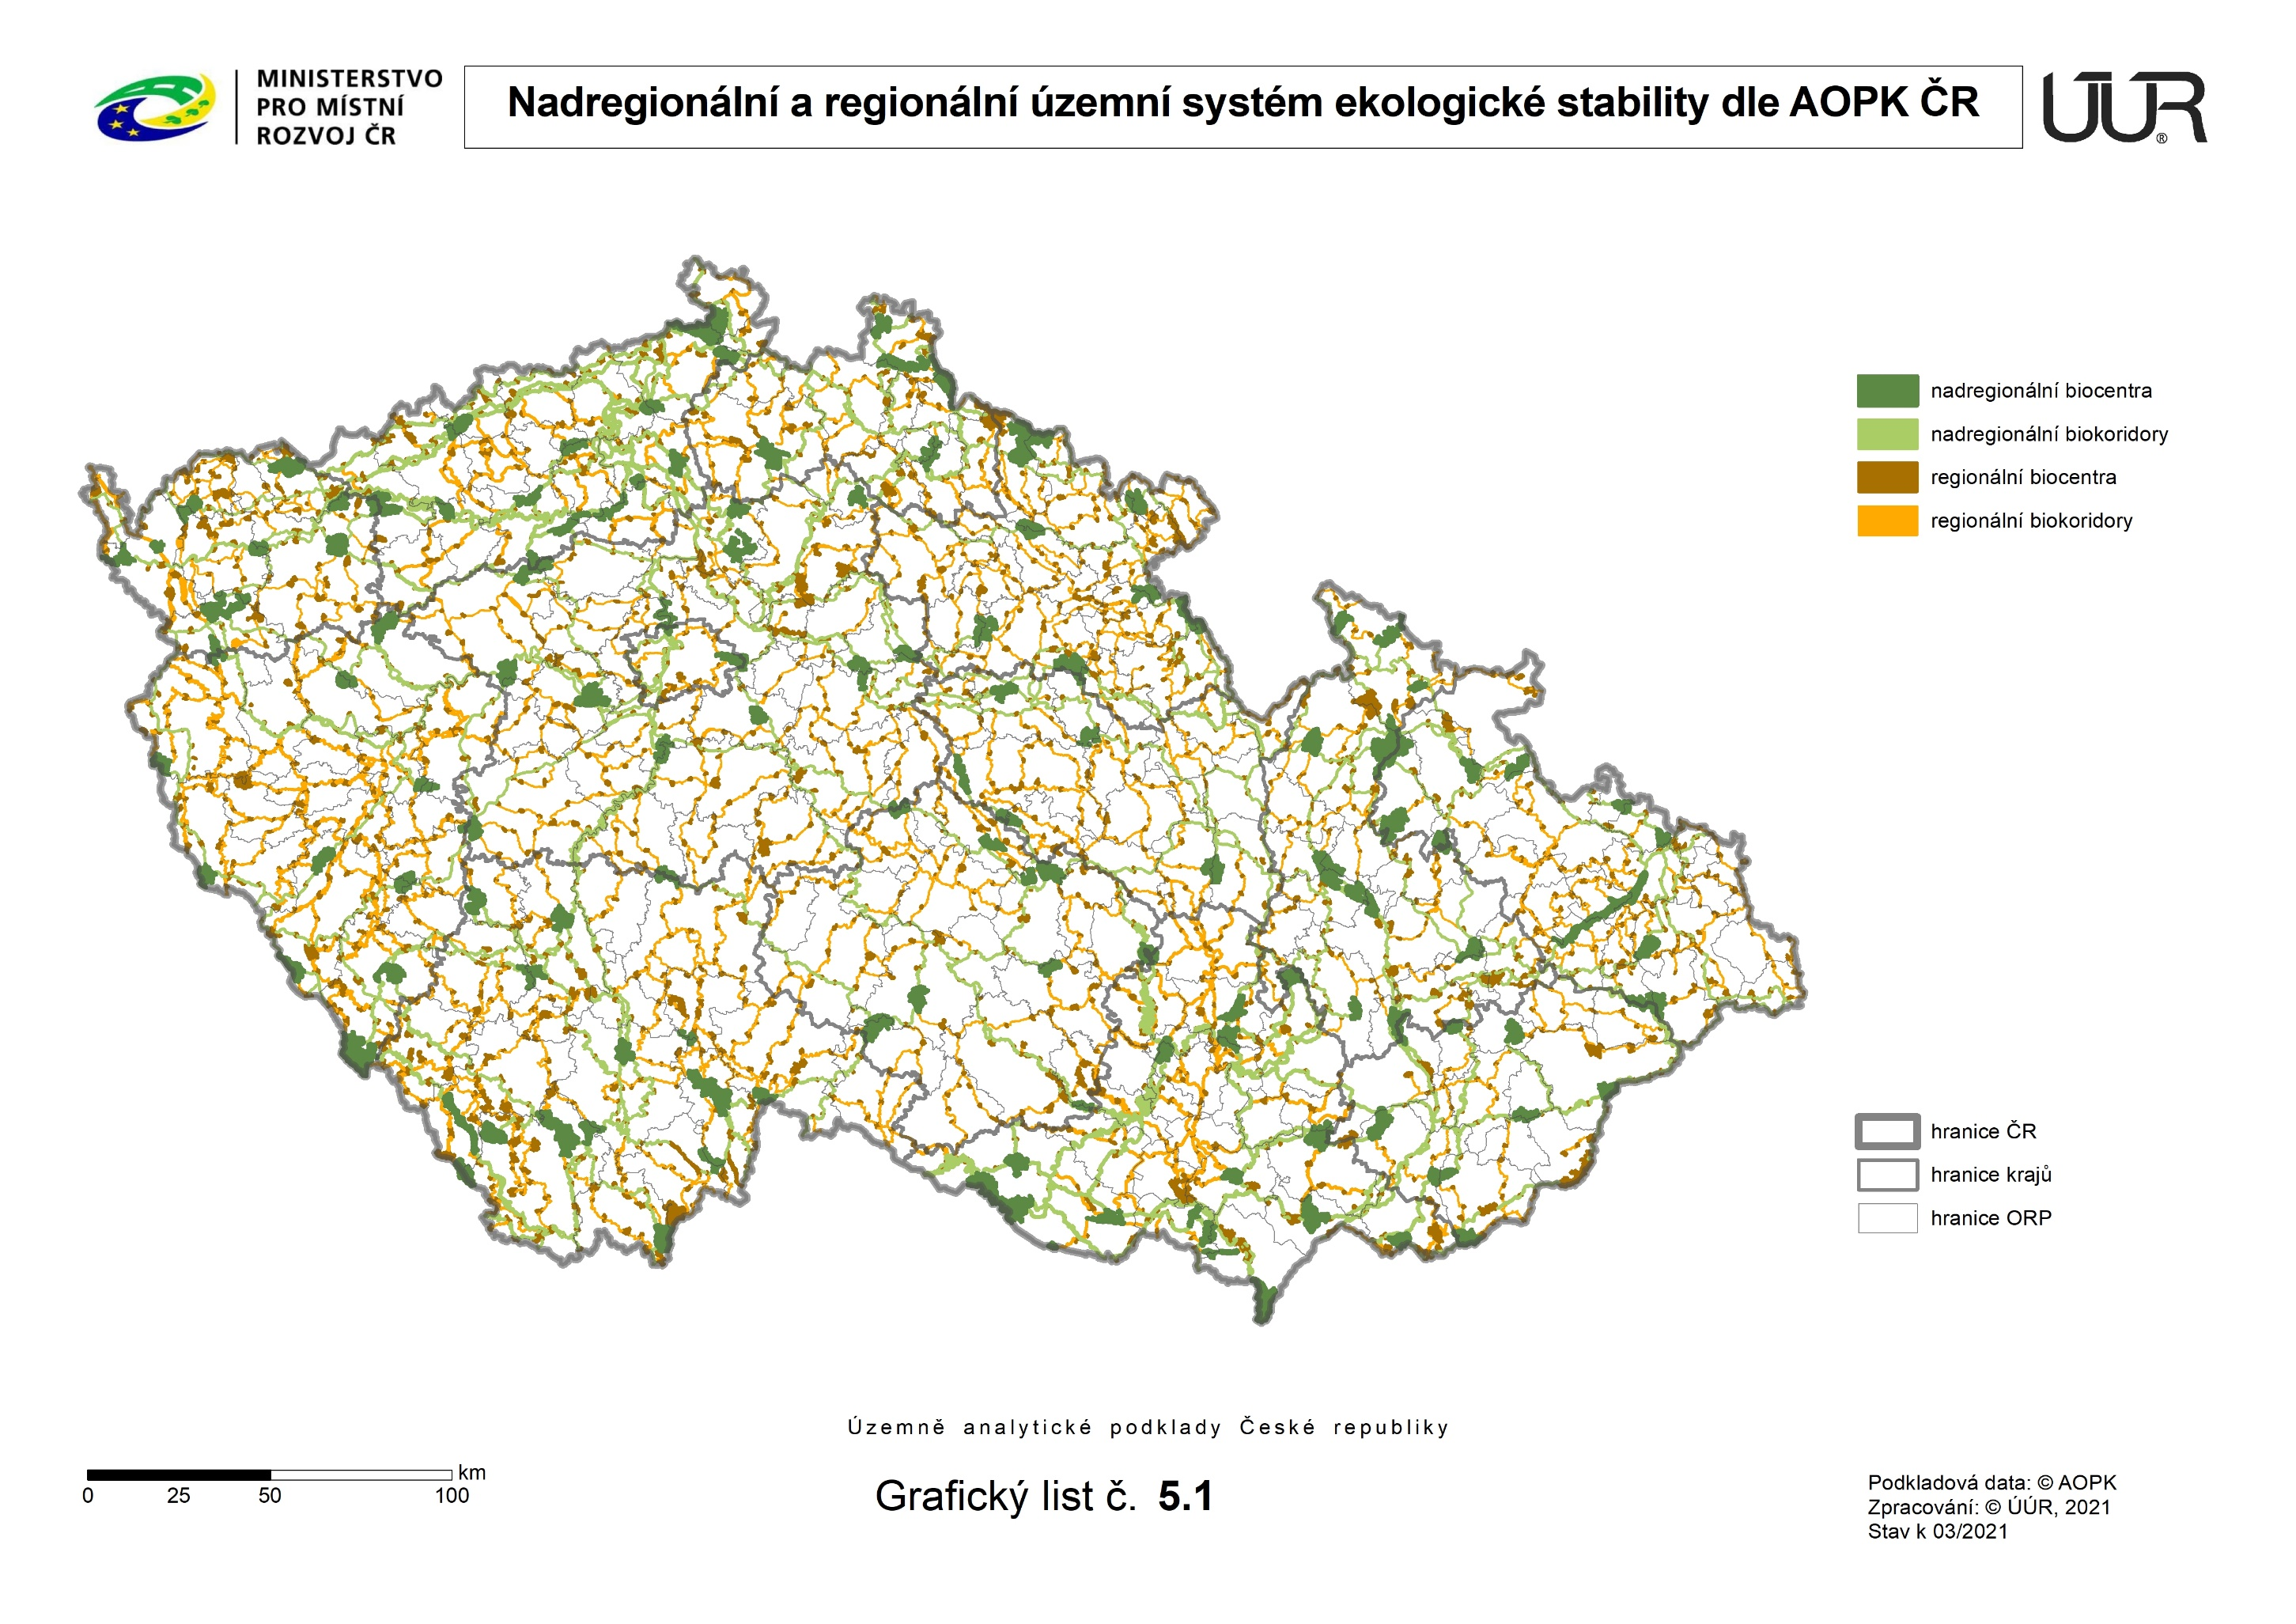 MINISTERSTVO
PRO MÍSTNÍ
ROZVOJ ČR
Nadregionální a regionální územní systém ekologické stability dle AOPK ČR
ÚÚR
®
nadregionální biocentra
nadregionální biokoridory
regionální biocentra
regionální biokoridory
hranice ČR
hranice krajů
hranice ORP
Územně analytické podklady České republiky
Grafický list č. 5.1
km
0 25 50 100
Podkladová data: © AOPK
Zpracování: © ÚÚR, 2021
Stav k 03/2021